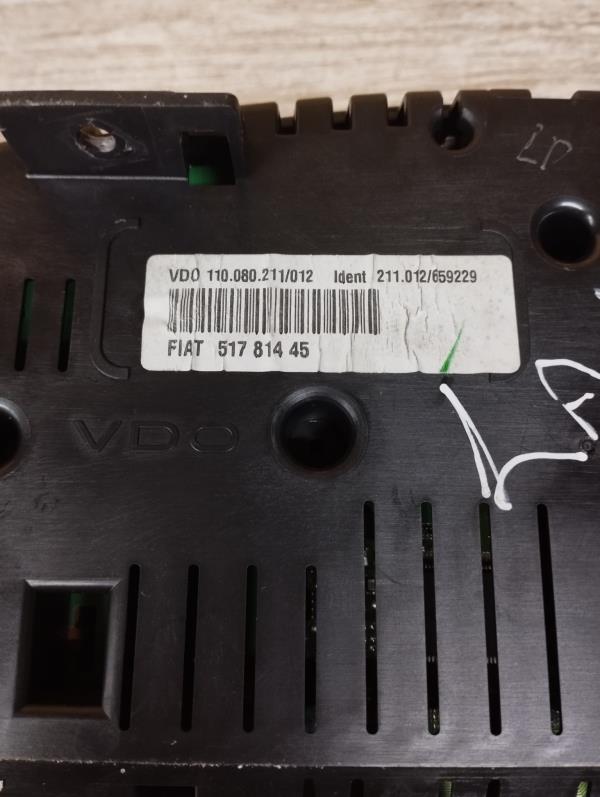 VDO 110.080.211/012 Ident 211.012/659229
FIAT 517 814 45
VDO